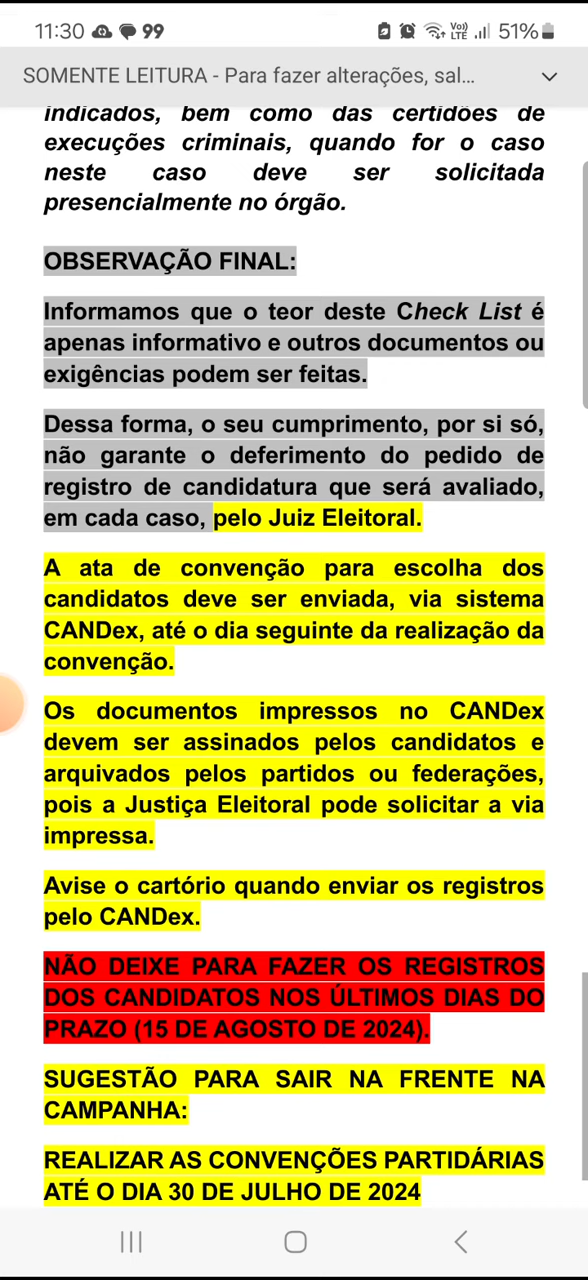 11:30 99 Vo)) LTE 51%
SOMENTE LEITURA - Para fazer alterações, sal...
indicados, bem como das certidões de
execuções criminais, quando for o caso
neste caso deve ser solicitada
presencialmente no órgão.
OBSERVAÇÃO FINAL:
Informamos que o teor deste Check List é
apenas informativo e outros documentos ou
exigências podem ser feitas.
Dessa forma, o seu cumprimento, por si só,
não garante o deferimento do pedido de
registro de candidatura que será avaliado,
em cada caso, pelo Juiz Eleitoral.
A ata de convenção para escolha dos
candidatos deve ser enviada, via sistema
CANDex, até o dia seguinte da realização da
convenção.
Os documentos impressos no CANDex
devem ser assinados pelos candidatos e
arquivados pelos partidos ou federações,
pois a Justiça Eleitoral pode solicitar a via
impressa.
Avise o cartório quando enviar os registros
pelo CANDex.
NÃO DEIXE PARA FAZER OS REGISTROS
DOS CANDIDATOS NOS ÚLTIMOS DIAS DO
PRAZO (15 DE AGOSTO DE 2024).
SUGESTÃO PARA SAIR NA FRENTE NA
CAMPANHA:
REALIZAR AS CONVENÇÕES PARTIDÁRIAS
ATÉ O DIA 30 DE JULHO DE 2024